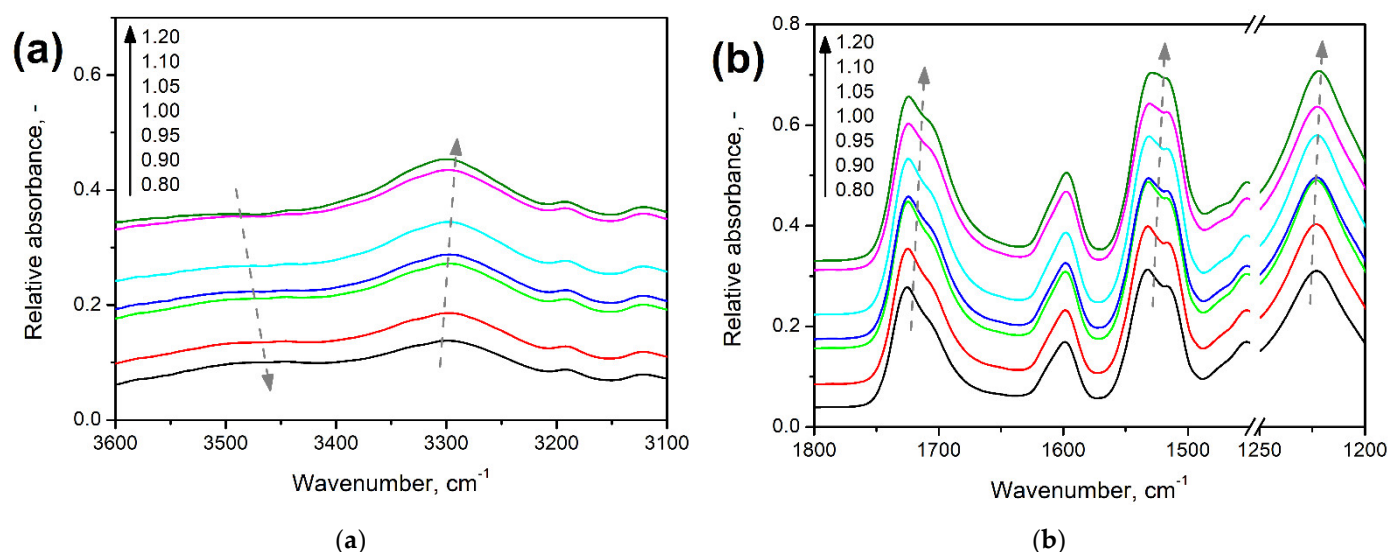 (a)
1.20
1.10
1.05
1.00
0.95
0.90
0.80
0.6
0.4
0.2
0.0
Relative absorbance, -
3600 3500 3400 3300 3200 3100
Wavenumber, cm⁻¹
(a)
(b)
1.20
1.10
1.05
1.00
0.95
0.90
0.80
0.8
0.6
0.4
0.2
0.0
Relative absorbance, -
1800 1700 1600 1500 1250 1200
Wavenumber, cm⁻¹
(b)